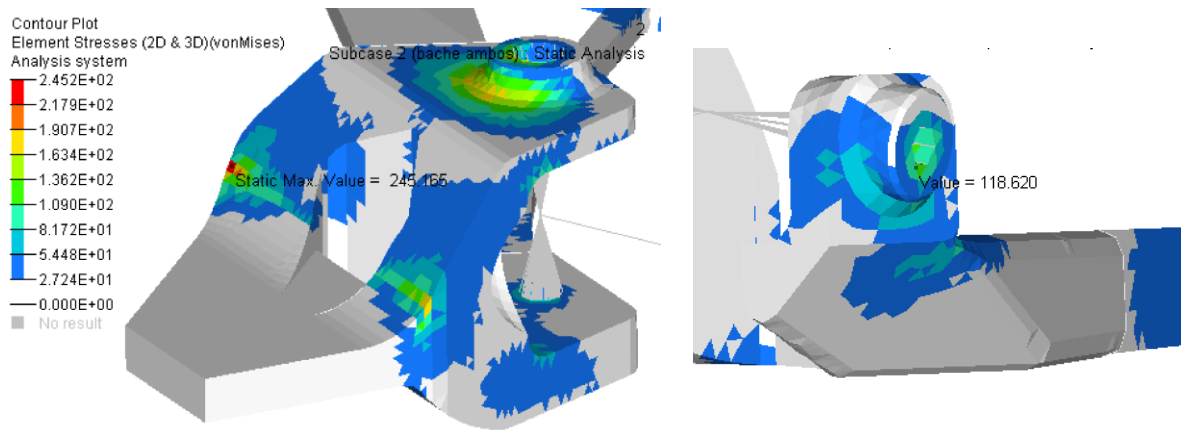 Contour Plot
Element Stresses (2D & 3D)(vonMises)
Analysis system
2.452E+02
2.179E+02
1.907E+02
1.634E+02
1.362E+02
1.090E+02
8.172E+01
5.448E+01
2.724E+01
0.000E+00
No result
2
Subcase 2 (bache ambos) : Static Analysis
Static Max. Value = 245.165
Value = 118.620